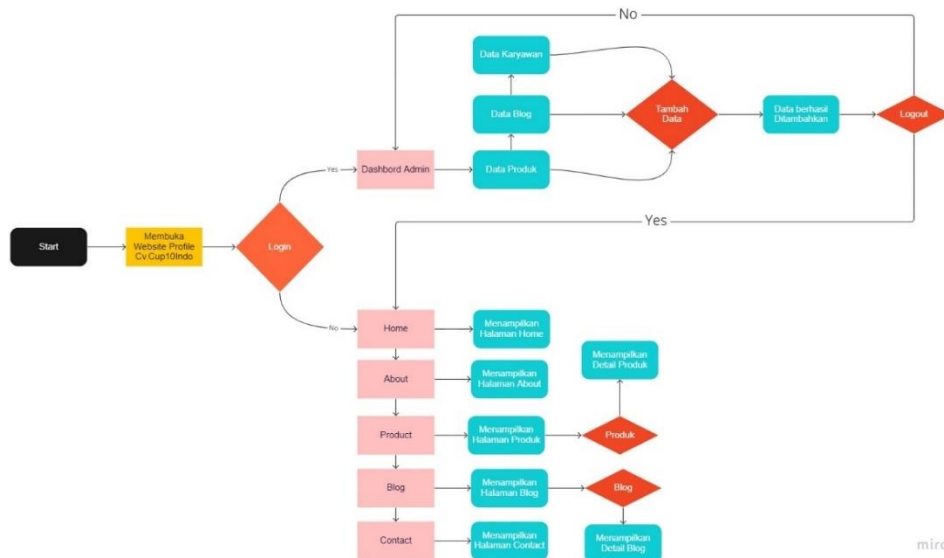 No
Data Karyawan
Data Blog
Tambah
Data
Data berhasil
Ditambahkan
Logout
Yes
Dashbord Admin
Data Produk
Yes
Start
Membuka
Website Profile
Cv.Cup10Indo
Login
No
Home
Menampilkan
Halaman Home
Menampilkan
Detail Produk
About
Menampilkan
Halaman About
Product
Menampilkan
Halaman Produk
Produk
Blog
Menampilkan
Halaman Blog
Blog
Contact
Menampilkan
Halaman Contact
Menampilkan
Detail Blog
mirc